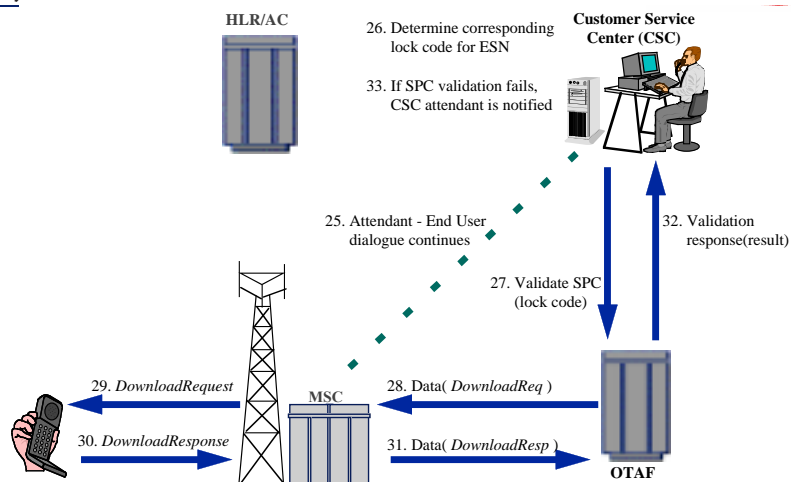 HLR/AC
26. Determine corresponding
lock code for ESN
33. If SPC validation fails,
CSC attendant is notified
Customer Service
Center (CSC)
25. Attendant - End User
dialogue continues
32. Validation
response(result)
27. Validate SPC
(lock code)
29. DownloadRequest
MSC
28. Data( DownloadReq )
30. DownloadResponse
31. Data( DownloadResp )
OTAF